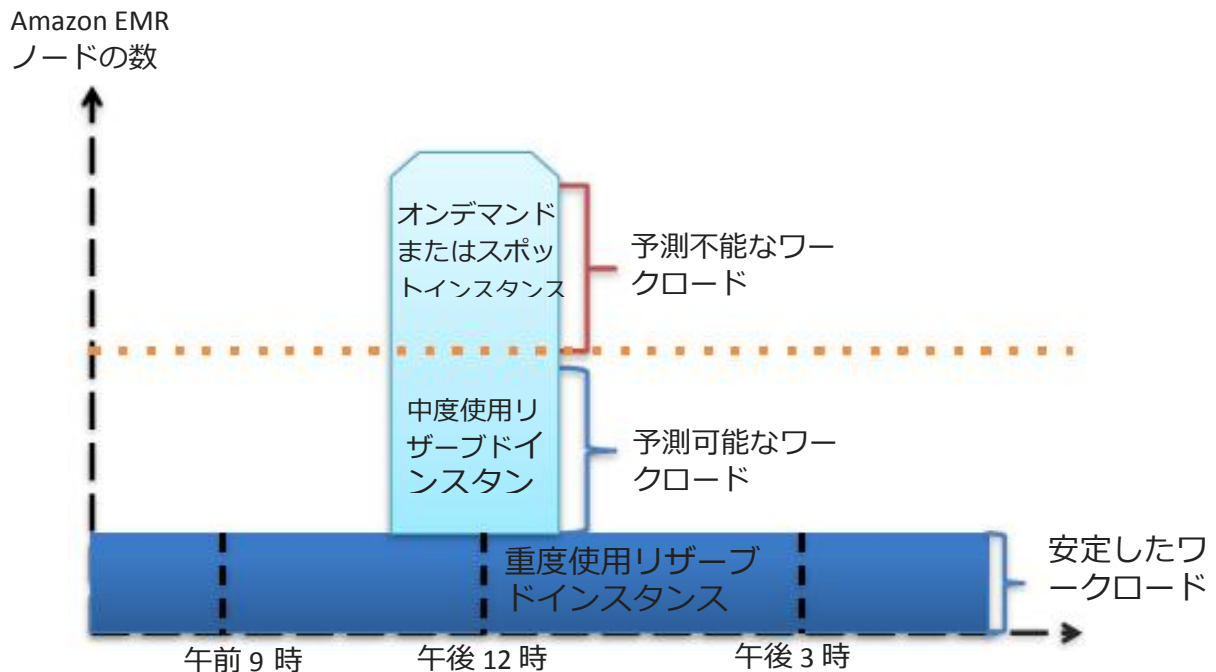 Amazon EMR
ノードの数
オンデマンド
またはスポッ
トインスタンス
予測不能なワー
クロード
中度使用リ
ザーブドイ
ンスタン
予測可能なワー
クロード
重度使用リザーブ
ドインスタンス
安定したワ
ークロード
午前 9 時
午後 12 時
午後 3 時